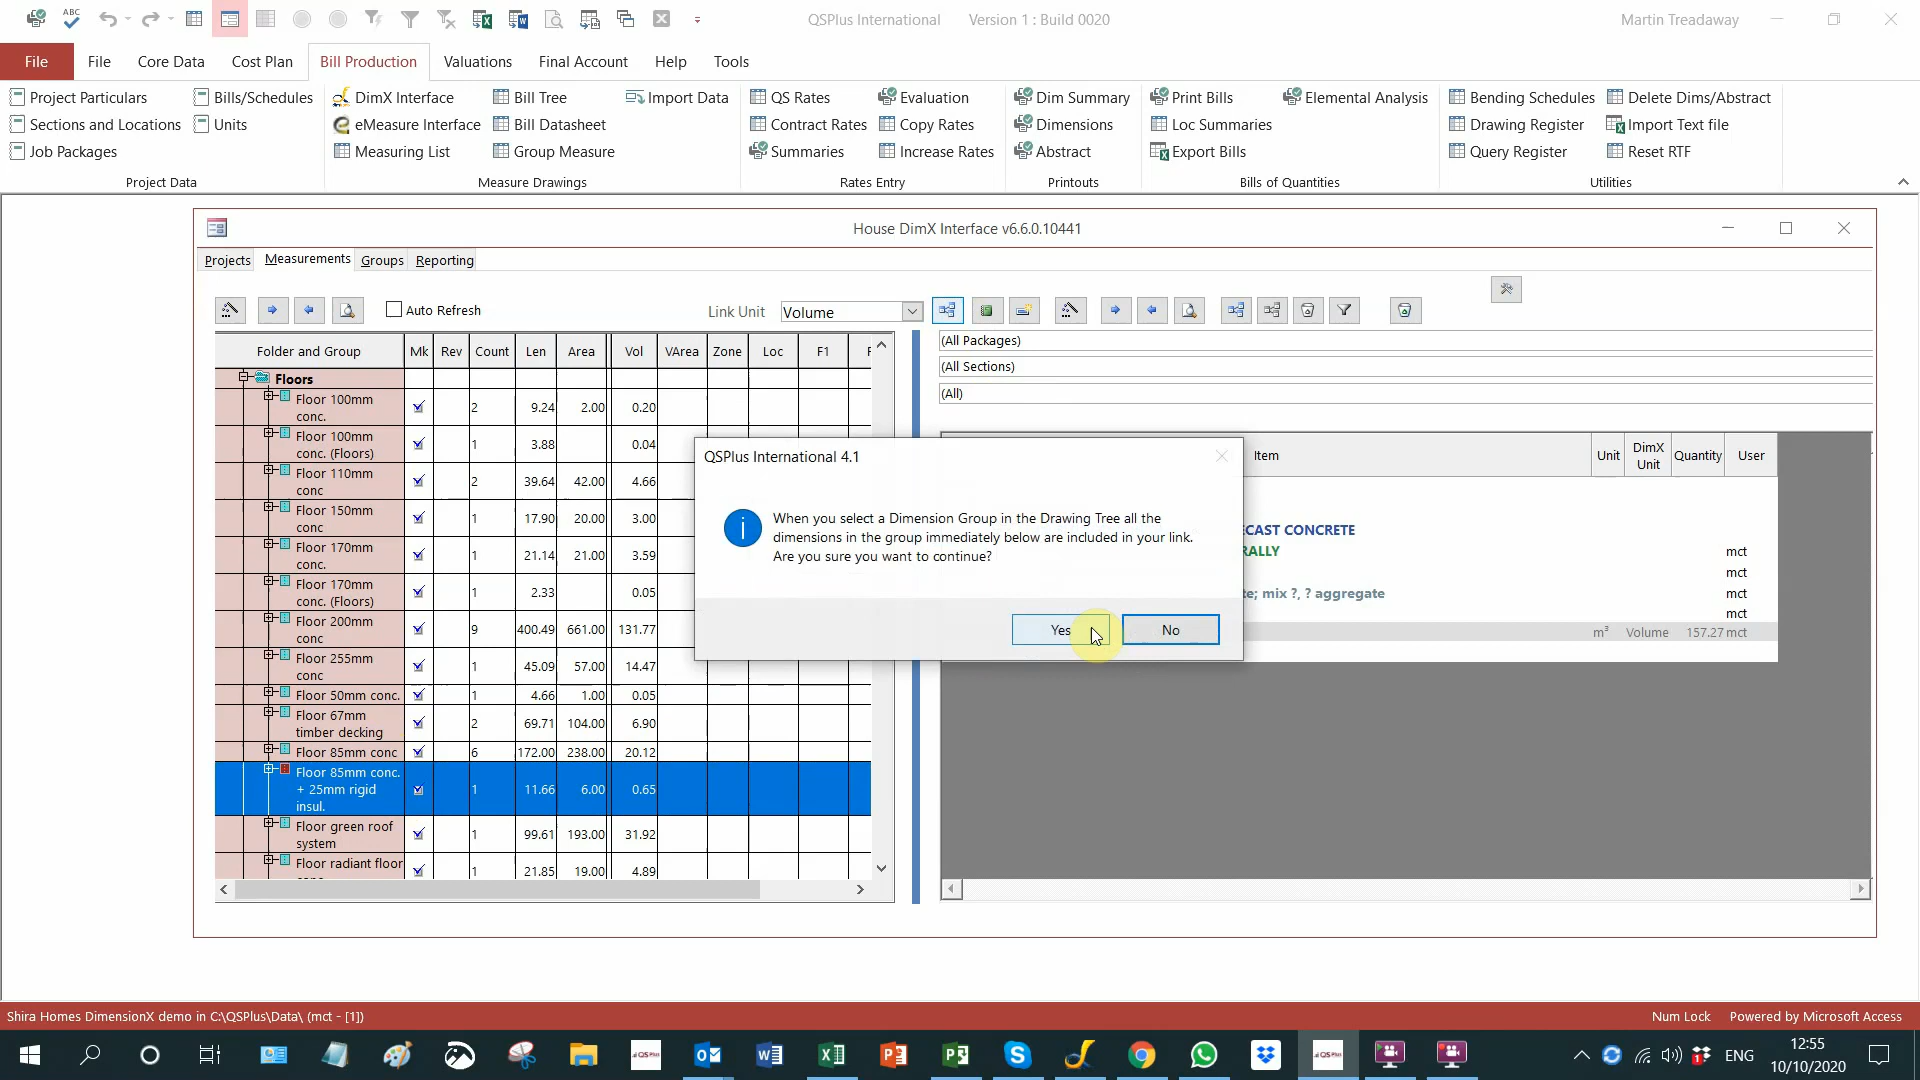 ABC
QSPlus International Version 1 : Build 0020
Martin Treadaway
File File Core Data Cost Plan Bill Production Valuations Final Account Help Tools
Project Particulars Bills/Schedules DimX Interface Bill Tree Import Data QS Rates Evaluation Dim Summary Print Bills Elemental Analysis Bending Schedules Delete Dims/Abstract
Sections and Locations Units eMeasure Interface Bill Datasheet Contract Rates Copy Rates Dimensions Loc Summaries Drawing Register Import Text file
Job Packages Measuring List Group Measure Summaries Increase Rates Abstract Export Bills Query Register Reset RTF
Project Data Measure Drawings Rates Entry Printouts Bills of Quantities Utilities
House DimX Interface v6.6.0.10441
Projects Measurements Groups Reporting
Auto Refresh Link Unit Volume
(All Packages)
(All Sections)
(All)
Folder and Group Mk Rev Count Len Area Vol VArea Zone Loc F1
Floors
Floor 100mm conc. 2 9.24 2.00 0.20
Floor 100mm conc. (Floors) 1 3.88 0.04
Floor 110mm conc 2 39.64 42.00 4.66
Floor 150mm conc 1 17.90 20.00 3.00
Floor 170mm conc. 1 21.14 21.00 3.59
Floor 170mm conc. (Floors) 1 2.33 0.05
Floor 200mm conc 9 400.49 661.00 131.77
Floor 255mm conc 1 45.09 57.00 14.47
Floor 50mm conc. 1 4.66 1.00 0.05
Floor 67mm timber decking 2 69.71 104.00 6.90
Floor 85mm conc 6 172.00 238.00 20.12
Floor 85mm conc. + 25mm rigid insul. 1 11.66 6.00 0.65
Floor green roof system 1 99.61 193.00 31.92
Floor radiant floor 1 21.85 19.00 4.89
QSPlus International 4.1
When you select a Dimension Group in the Drawing Tree all the
dimensions in the group immediately below are included in your link.
Are you sure you want to continue?
Yes No
Item Unit DimX Unit Quantity User
ECAST CONCRETE
RALLY mct
mct
te; mix ?, ? aggregate mct
mct
m³ Volume 157.27 mct
Shira Homes DimensionX demo in C:\QSPlus\Data\ (mct - [1])
Num Lock Powered by Microsoft Access
QSPlus
QSPlus
ENG
12:55
10/10/2020